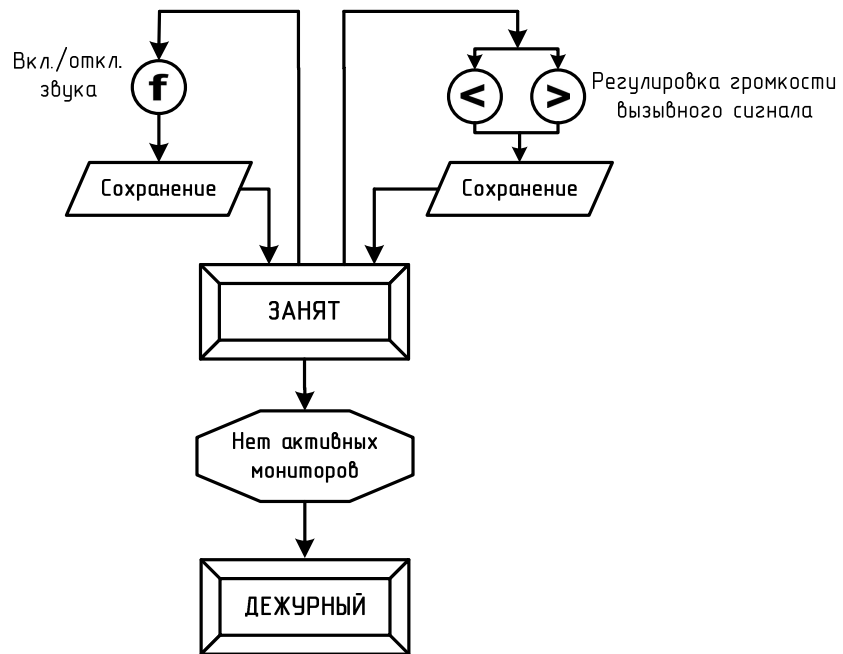 Вкл./откл.
звука
f
<
>
Регулировка громкости
вызывного сигнала
Сохранение
Сохранение
ЗАНЯТ
Нет активных
мониторов
ДЕЖУРНЫЙ